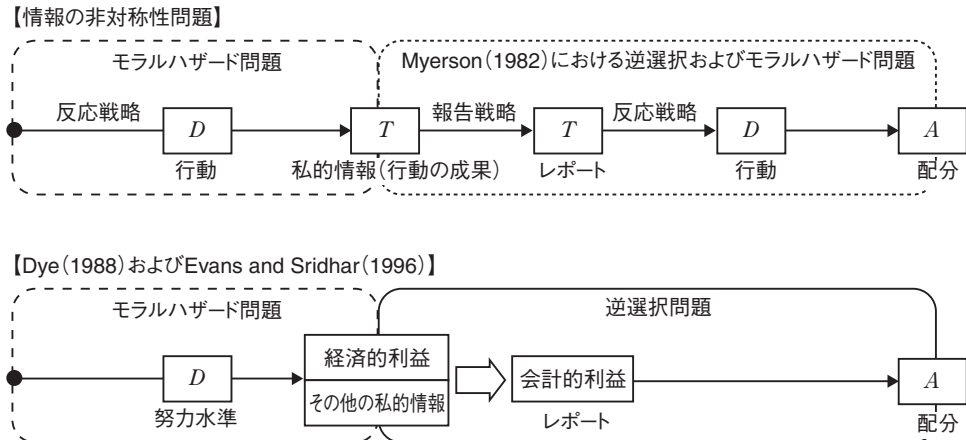 【情報の非対称性問題】
モラルハザード問題
Myerson（1982）における逆選択およびモラルハザード問題
反応戦略 D T 報告戦略 T 反応戦略 D A
行動 私的情報（行動の成果） レポート 行動 配分
【Dye（1988）およびEvans and Sridhar（1996）】
モラルハザード問題 逆選択問題
D 経済的利益 その他の私的情報 会計的利益 A
努力水準 レポート 配分